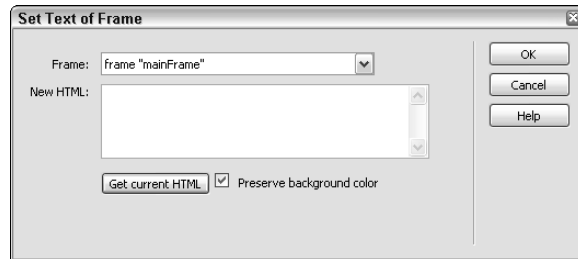 Set Text of Frame
Frame: frame "mainFrame"
OK
New HTML:
Cancel
Help
Get current HTML Preserve background color